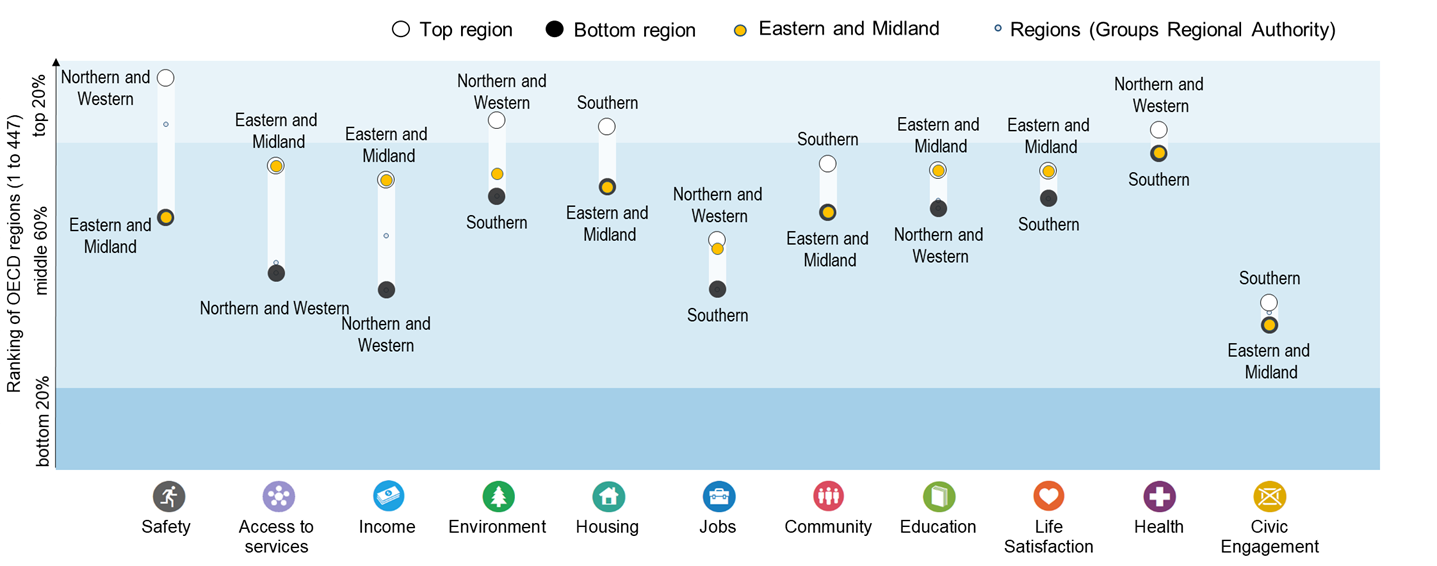 Top region
Bottom region
Eastern and Midland
Regions (Groups Regional Authority)
Ranking of OECD regions (1 to 447)
top 20%
middle 60%
bottom 20%
Northern and
Western
Eastern and
Midland
Eastern and
Midland
Northern and Western
Eastern and
Midland
Northern and
Western
Northern and
Western
Southern
Southern
Eastern and
Midland
Northern and
Western
Southern
Southern
Eastern and
Midland
Eastern and
Midland
Northern and
Western
Eastern and
Midland
Southern
Northern and
Western
Southern
Southern
Eastern and
Midland
Safety
Access to
services
Income
Environment
Housing
Jobs
Community
Education
Life
Satisfaction
Health
Civic
Engagement